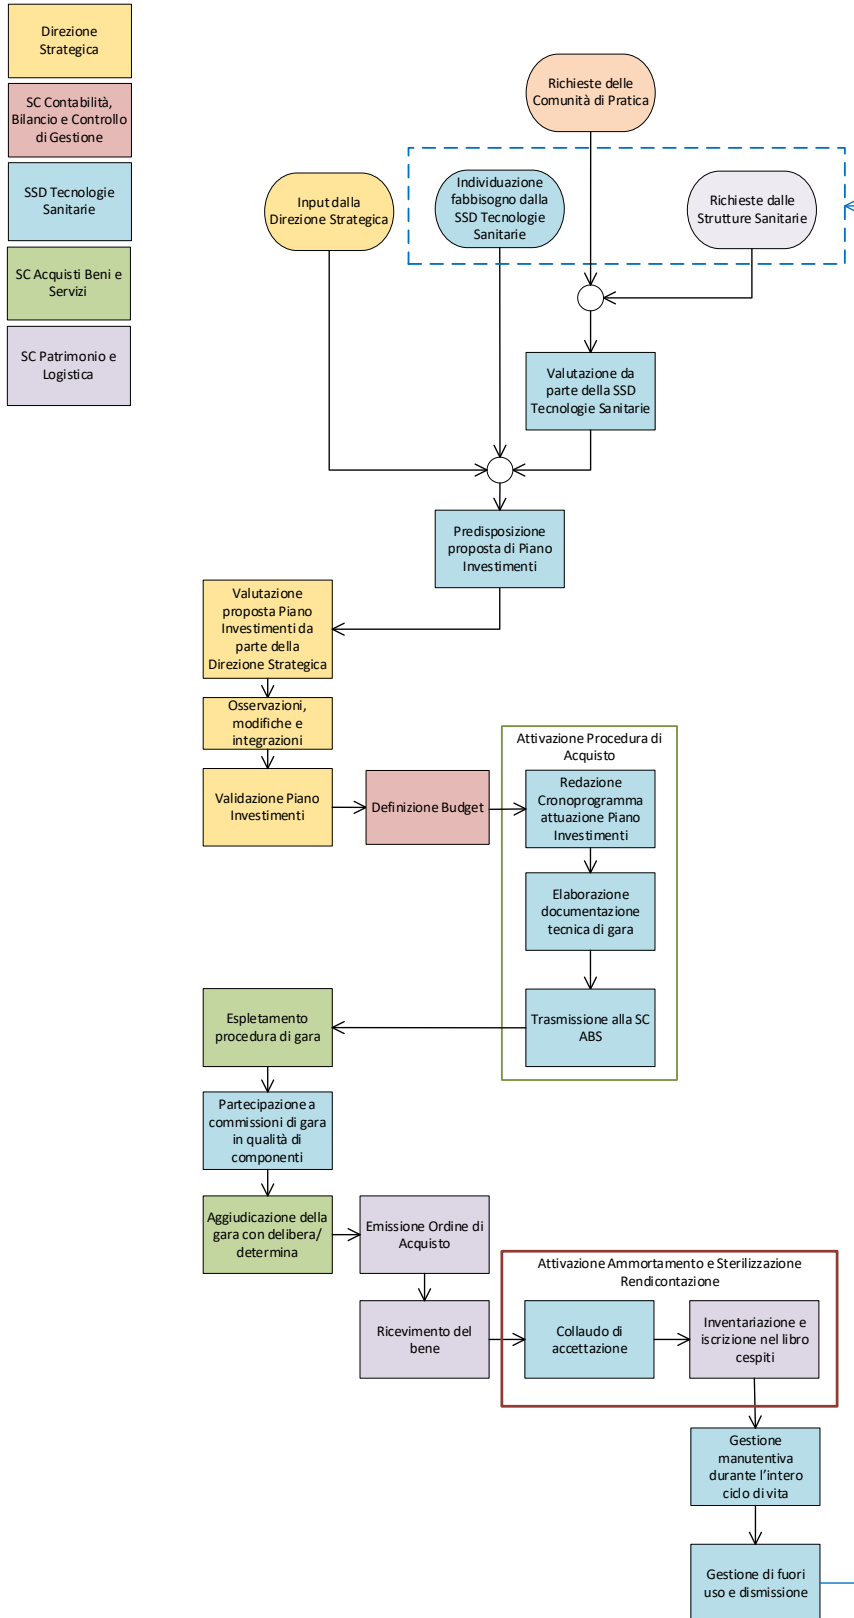 Direzione
Strategica
SC Contabilità,
Bilancio e Controllo
di Gestione
SSD Tecnologie
Sanitarie
SC Acquisti Beni e
Servizi
SC Patrimonio e
Logistica
Richieste delle
Comunità di Pratica
Input dalla
Direzione Strategica
Individuazione
fabbisogno dalla
SSD Tecnologie
Sanitarie
Richieste dalle
Strutture Sanitarie
Valutazione da
parte della SSD
Tecnologie Sanitarie
Predisposizione
proposta di Piano
Investimenti
Valutazione
proposta Piano
Investimenti da
parte della
Direzione Strategica
Osservazioni,
modifiche e
integrazioni
Validazione Piano
Investimenti
Definizione Budget
Attivazione Procedura di
Acquisto
Redazione
Cronoprogramma
attuazione Piano
Investimenti
Elaborazione
documentazione
tecnica di gara
Trasmissione alla SC
ABS
Espletamento
procedura di gara
Partecipazione a
commissioni di gara
in qualità di
componenti
Aggiudicazione della
gara con delibera/
determina
Emissione Ordine di
Acquisto
Ricevimento del
bene
Attivazione Ammortamento e Sterilizzazione
Rendicontazione
Collaudo di
accettazione
Inventariazione e
iscrizione nel libro
cespiti
Gestione
manutentiva
durante l'intero
ciclo di vita
Gestione di fuori
uso e dismissione